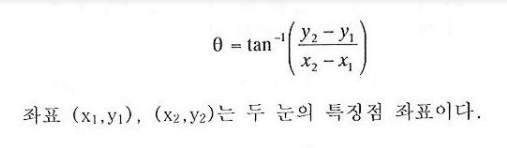 θ = tan⁻¹((y₂ − y₁) / (x₂ − x₁))
좌표 (x₁,y₁), (x₂,y₂)는 두 눈의 특징점 좌표이다.